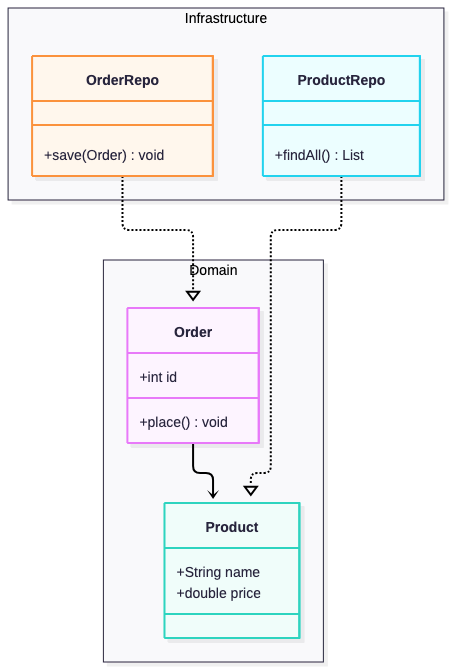 Infrastructure
OrderRepo
+save(Order) : void
ProductRepo
+findAll() : List
Domain
Order
+int id
+place() : void
Product
+String name
+double price